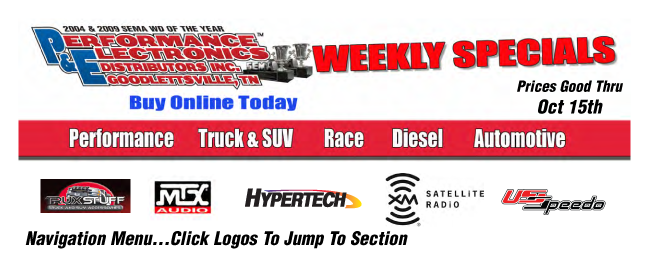 2004 & 2009 SEMA WD OF THE YEAR
PERFORMANCE
& ELECTRONICS
DISTRIBUTORS INC.
GOODLETTSVILLE, TN
WEEKLY SPECIALS
Prices Good Thru
Oct 15th
Buy Online Today
Performance Truck & SUV Race Diesel Automotive
TRUXSTUFF
MTX AUDIO
HYPERTECH
XM SATELLITE RADIO
US Speedo
Navigation Menu...Click Logos To Jump To Section